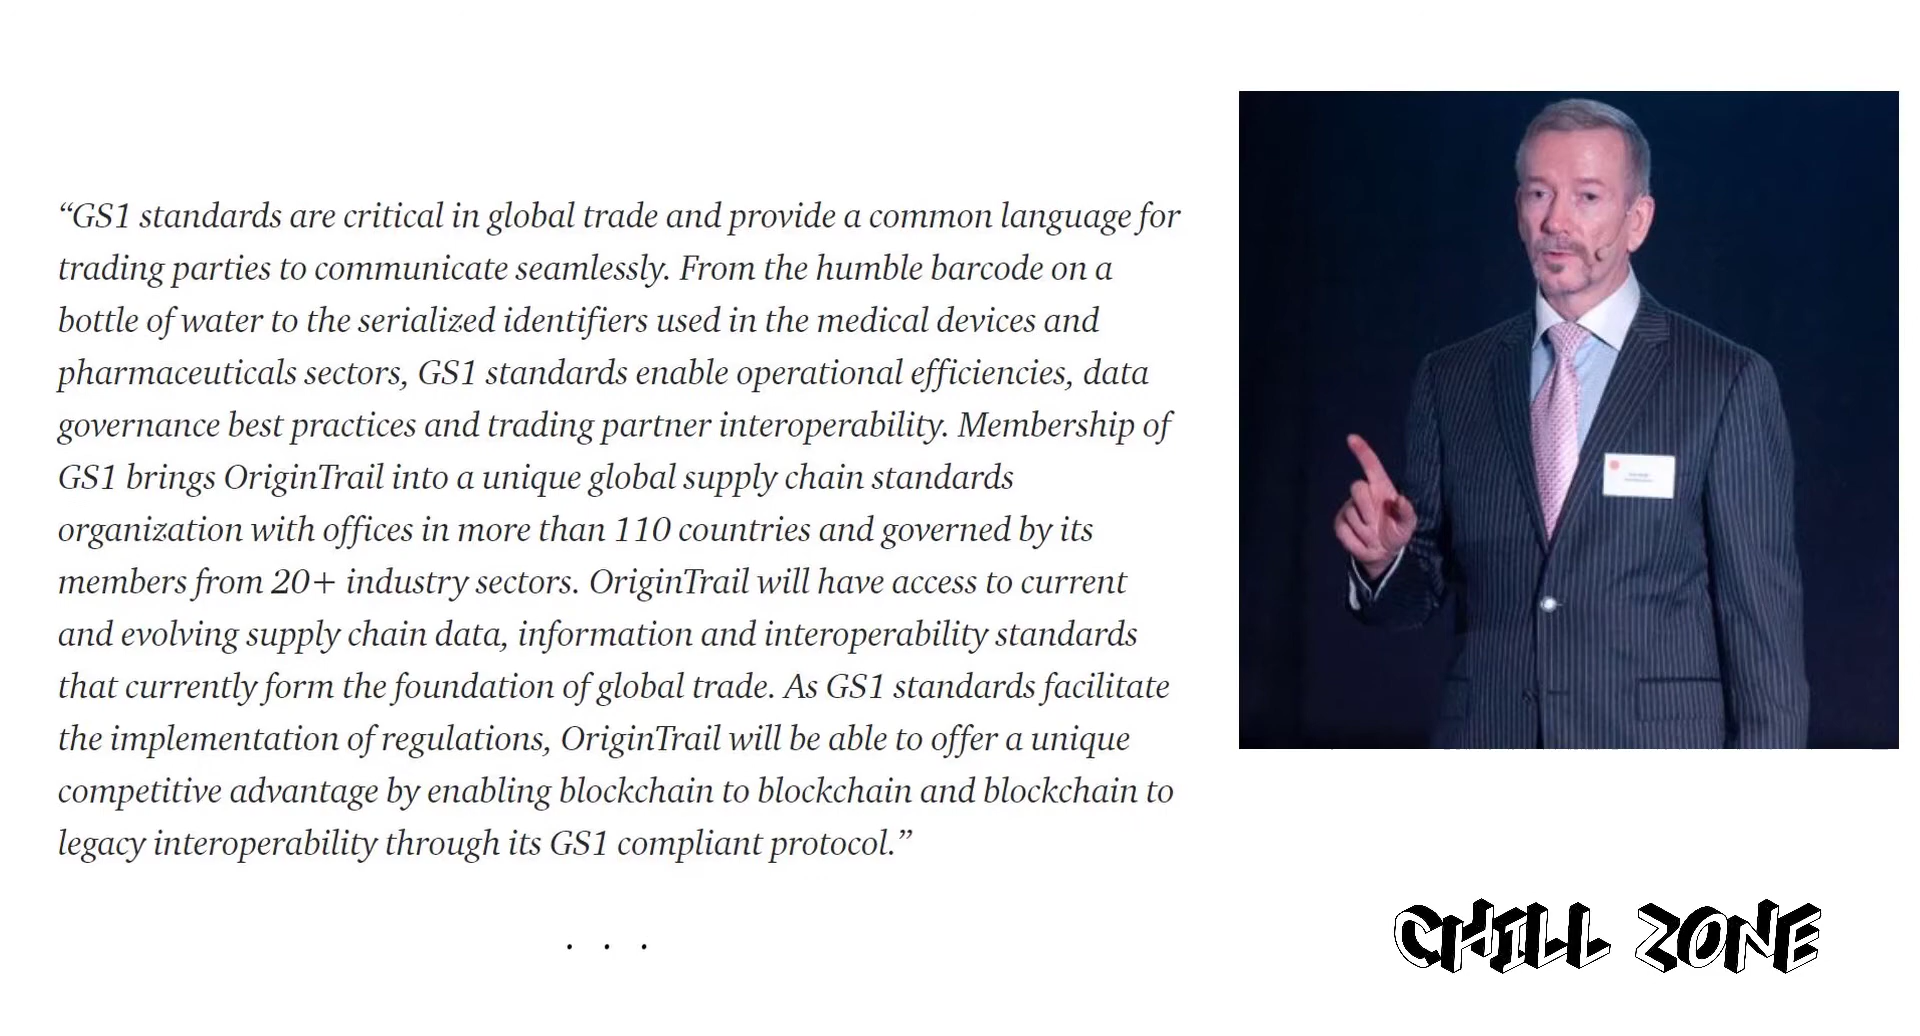 “GS1 standards are critical in global trade and provide a common language for
trading parties to communicate seamlessly. From the humble barcode on a
bottle of water to the serialized identifiers used in the medical devices and
pharmaceuticals sectors, GS1 standards enable operational efficiencies, data
governance best practices and trading partner interoperability. Membership of
GS1 brings OriginTrail into a unique global supply chain standards
organization with offices in more than 110 countries and governed by its
members from 20+ industry sectors. OriginTrail will have access to current
and evolving supply chain data, information and interoperability standards
that currently form the foundation of global trade. As GS1 standards facilitate
the implementation of regulations, OriginTrail will be able to offer a unique
competitive advantage by enabling blockchain to blockchain and blockchain to
legacy interoperability through its GS1 compliant protocol.”
. . .
CHILL ZONE